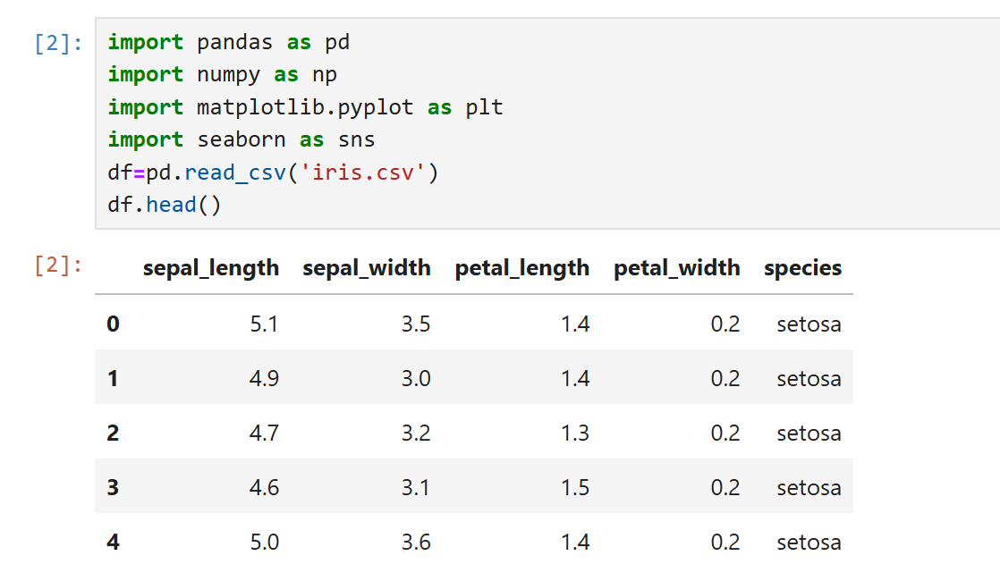 [2]: import pandas as pd
import numpy as np
import matplotlib.pyplot as plt
import seaborn as sns
df=pd.read_csv('iris.csv')
df.head()
[2]: sepal_length sepal_width petal_length petal_width species
0 5.1 3.5 1.4 0.2 setosa
1 4.9 3.0 1.4 0.2 setosa
2 4.7 3.2 1.3 0.2 setosa
3 4.6 3.1 1.5 0.2 setosa
4 5.0 3.6 1.4 0.2 setosa